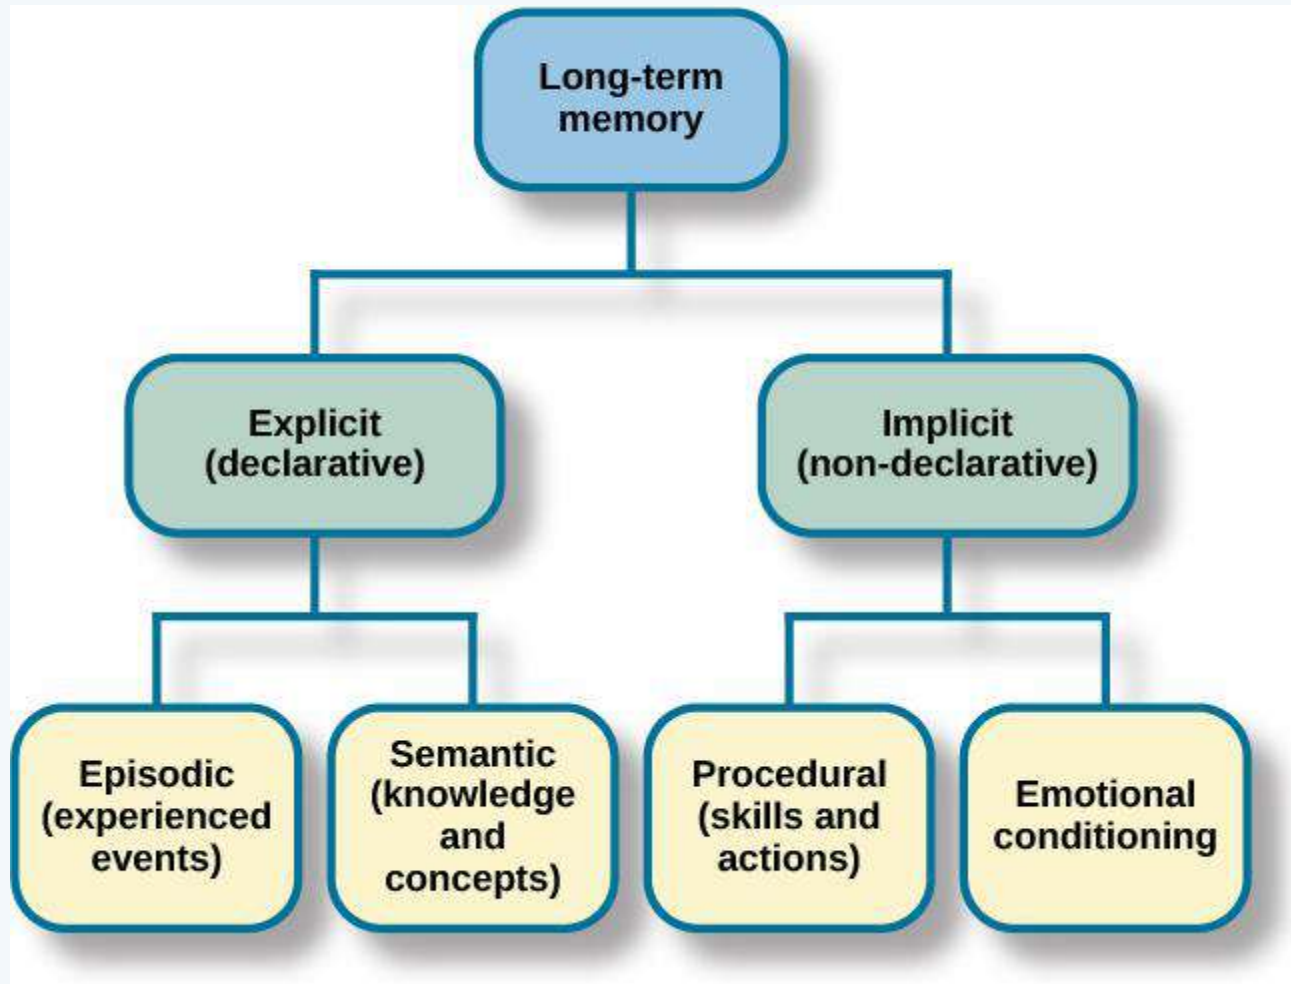 Long-term
memory
Explicit
(declarative)
Implicit
(non-declarative)
Episodic
(experienced
events)
Semantic
(knowledge
and
concepts)
Procedural
(skills and
actions)
Emotional
conditioning